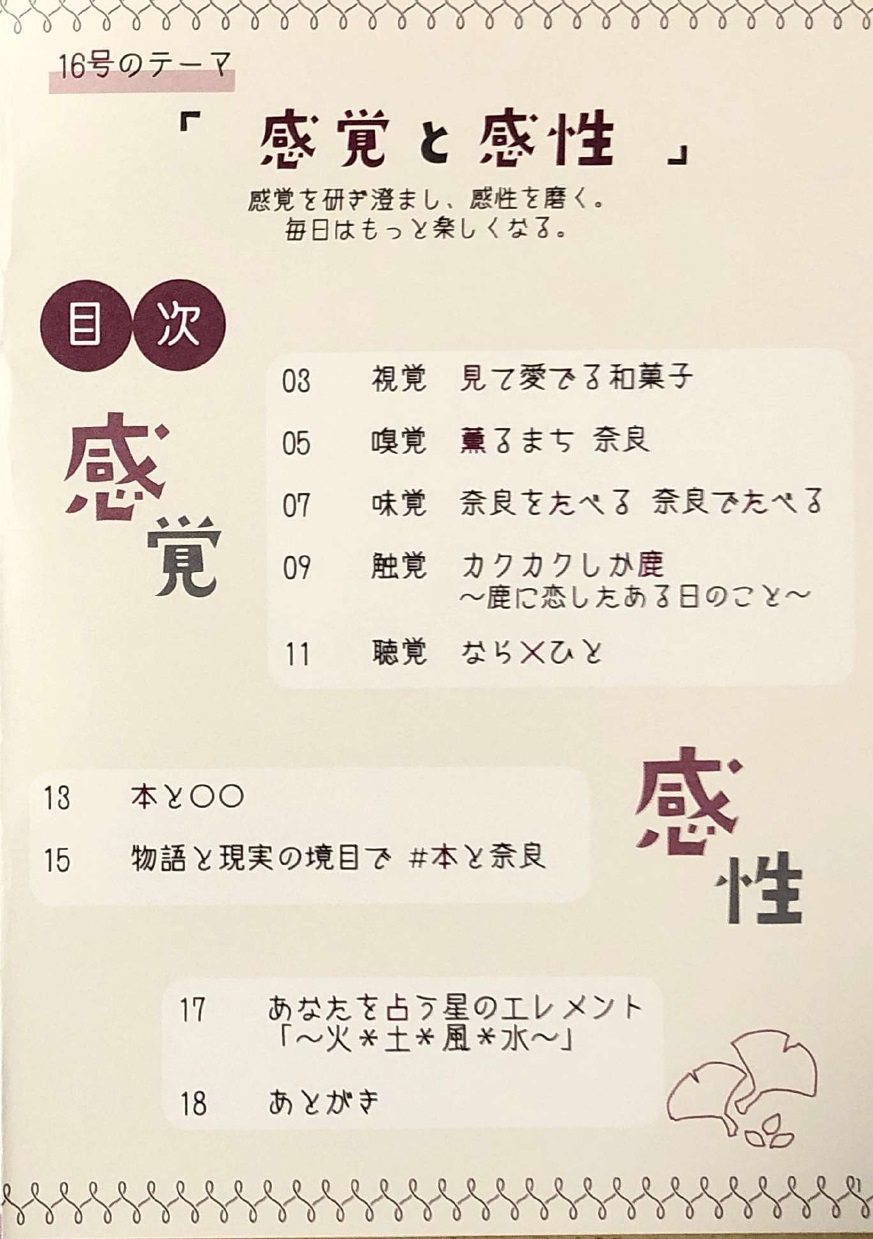 16号のテーマ
「 感覚と感性 」
感覚を研ぎ澄まし、感性を磨く。
毎日はもっと楽しくなる。
目次
感覚
03 視覚 見て愛でる和菓子
05 嗅覚 薫るまち 奈良
07 味覚 奈良をたべる 奈良でたべる
09 触覚 カクカクしか鹿
～鹿に恋したある日のこと～
11 聴覚 なら×ひと
感性
13 本と〇〇
15 物語と現実の境目で #本と奈良
17 あなたを占う星のエレメント
「～火＊土＊風＊水～」
18 あとがき